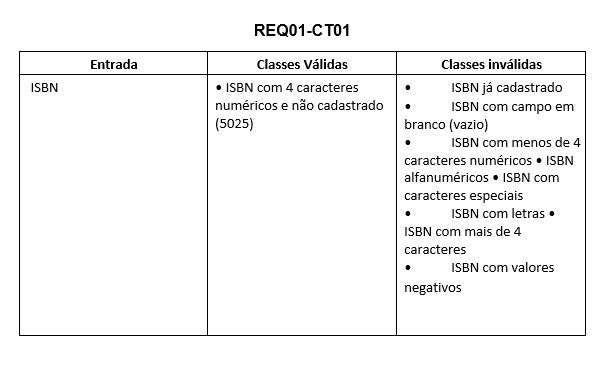 REQ01-CT01
Entrada
Classes Válidas
Classes inválidas
ISBN
• ISBN com 4 caracteres
numéricos e não cadastrado
(5025)
• ISBN já cadastrado
• ISBN com campo em
branco (vazio)
• ISBN com menos de 4
caracteres numéricos • ISBN
alfanuméricos • ISBN com
caracteres especiais
• ISBN com letras •
ISBN com mais de 4
caracteres
• ISBN com valores
negativos